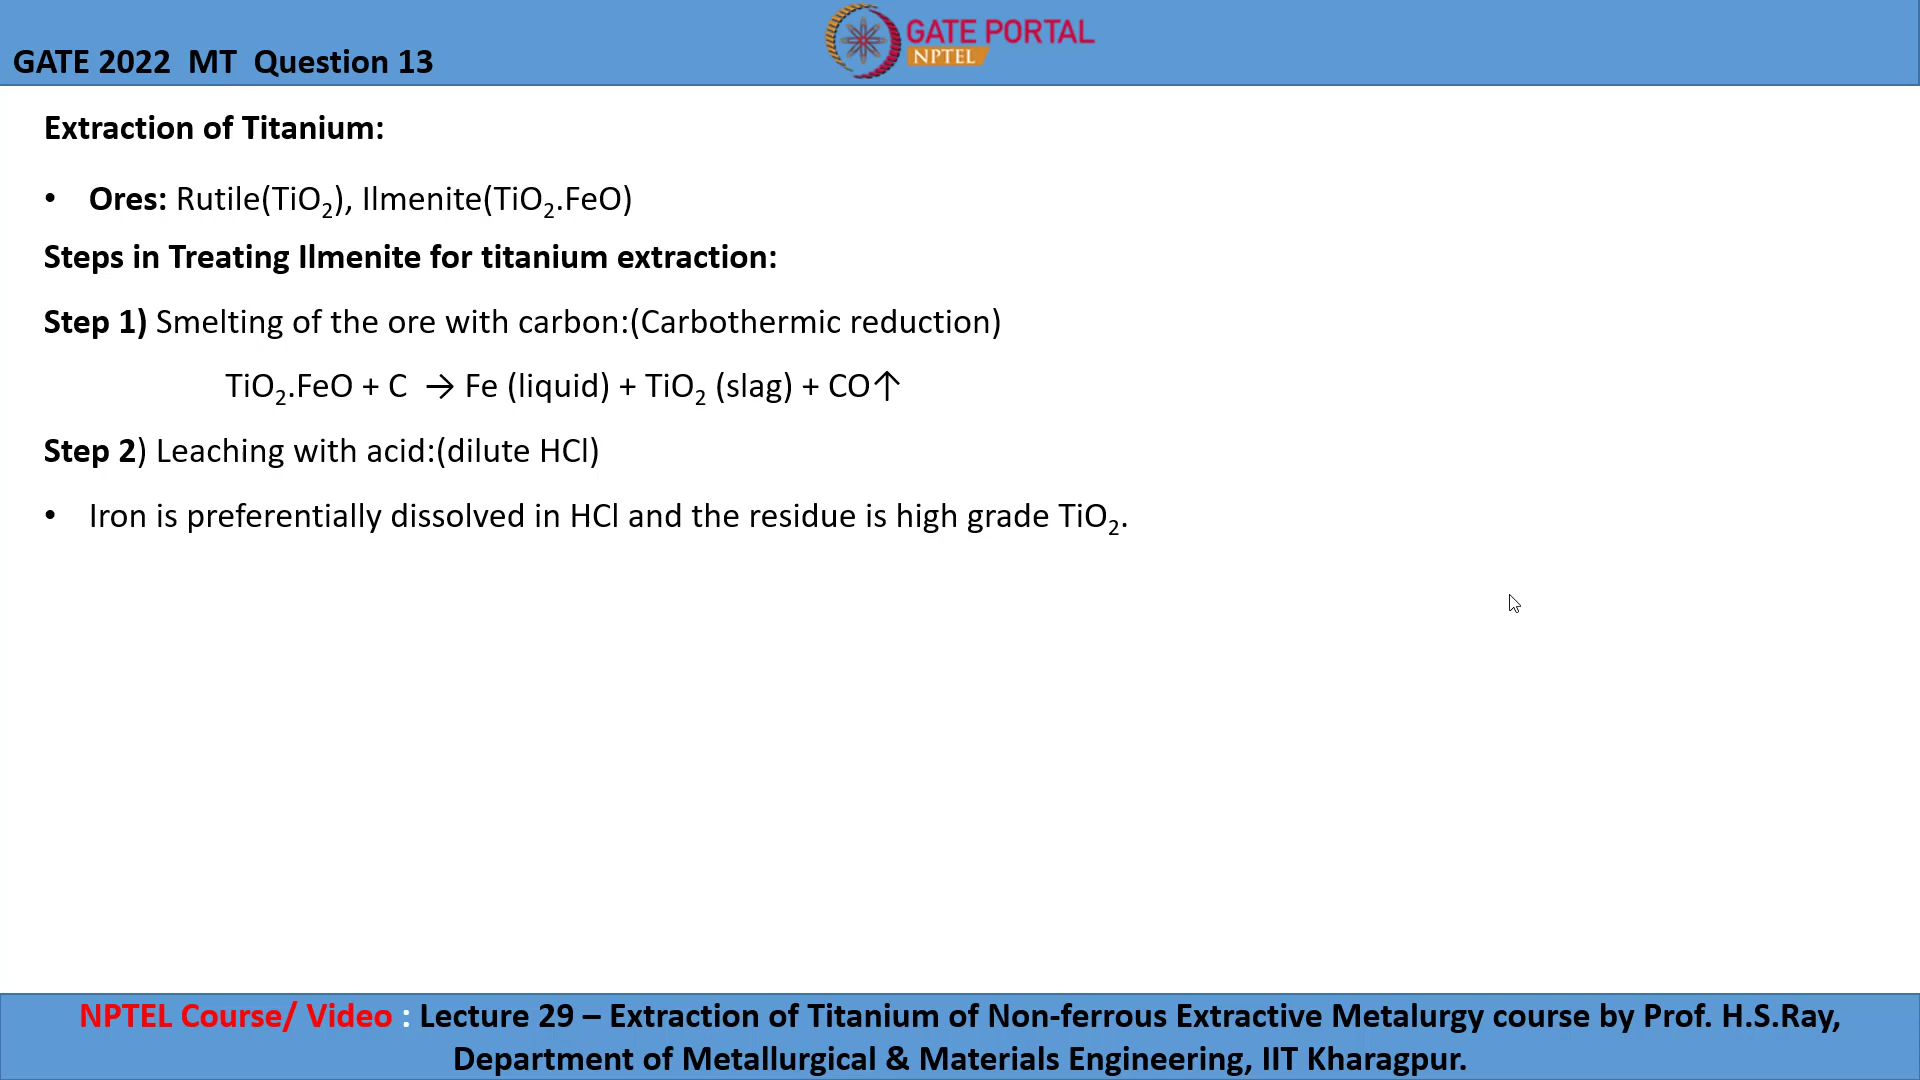 GATE PORTAL
NPTEL
GATE 2022 MT Question 13
Extraction of Titanium:
• Ores: Rutile(TiO₂), Ilmenite(TiO₂.FeO)
Steps in Treating Ilmenite for titanium extraction:
Step 1) Smelting of the ore with carbon:(Carbothermic reduction)
TiO₂.FeO + C → Fe (liquid) + TiO₂ (slag) + CO↑
Step 2) Leaching with acid:(dilute HCl)
• Iron is preferentially dissolved in HCl and the residue is high grade TiO₂.
NPTEL Course/ Video : Lecture 29 – Extraction of Titanium of Non-ferrous Extractive Metalurgy course by Prof. H.S.Ray,
Department of Metallurgical & Materials Engineering, IIT Kharagpur.